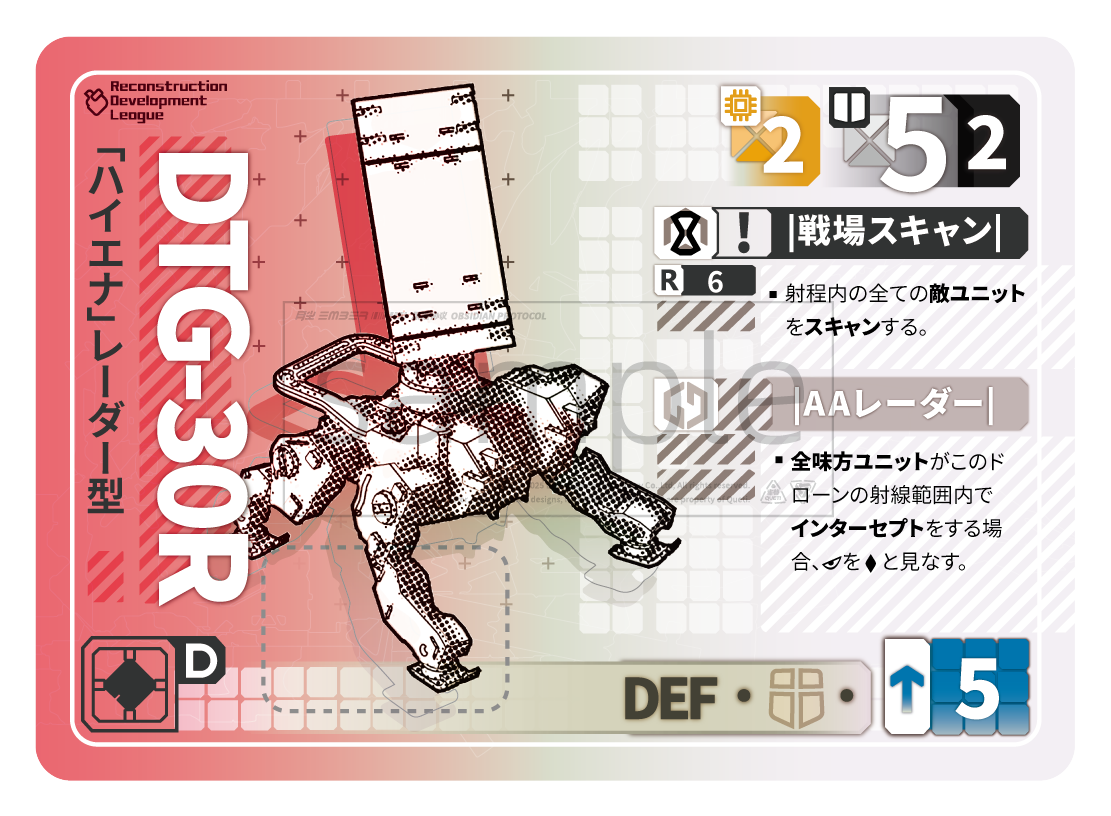 Reconstruction
Development
League
「ハイエナ」レーダー型
DTG-30R
2
5
2
!
|戦場スキャン|
R 6
▪ 射程内の全ての敵ユニット
をスキャンする。
|AAレーダー|
▪ 全味方ユニットがこのド
ローンの射線範囲内で
インターセプトをする場
合、を♦と見なす。
OBSIDIAN PROTOCOL
sample
D
DEF • •
5